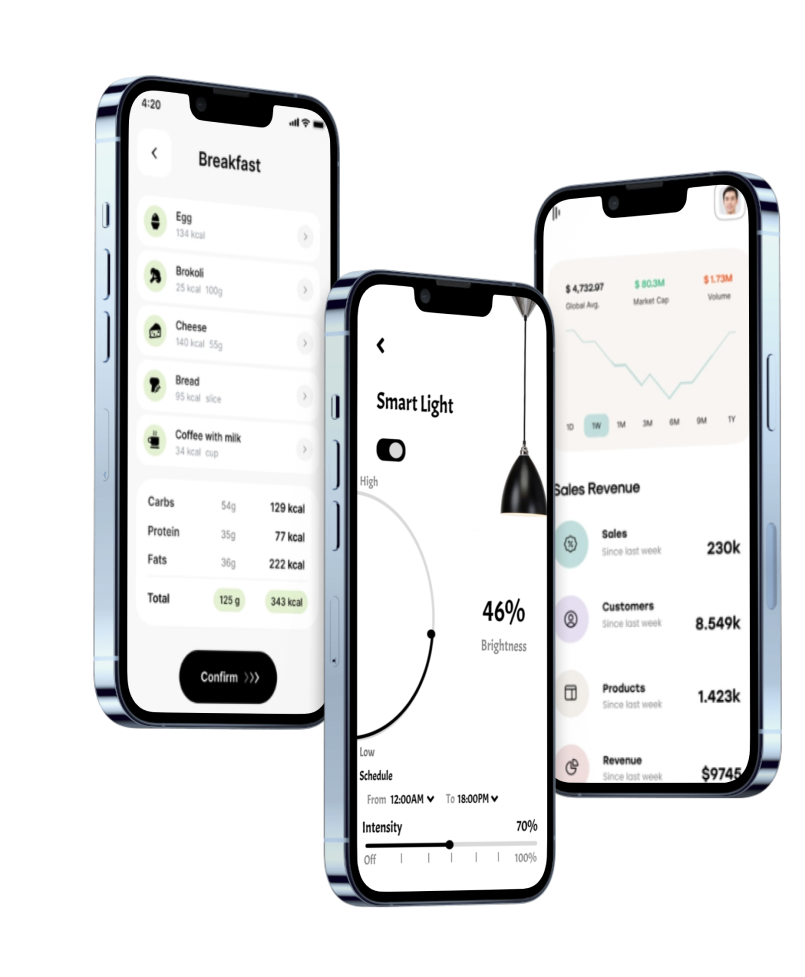 4:20
Breakfast
Egg
134 kcal
Brokoli
25 kcal 100g
Cheese
140 kcal 55g
Bread
95 kcal slice
Coffee with milk
34 kcal cup
Carbs 54g 129 kcal
Protein 35g 77 kcal
Fats 36g 222 kcal
Total 125 g 343 kcal
Confirm
Smart Light
High
46%
Brightness
Low
Schedule
From 12:00AM To 18:00PM
Intensity 70%
Off 100%
$ 4,732.97 $ 80.3M $ 1.73M
Global Avg. Market Cap Volume
1D 1W 1M 3M 6M 9M 1Y
Sales Revenue
Sales
Since last week
230k
Customers
Since last week
8.549k
Products
Since last week
1.423k
Revenue
Since last week
$9745